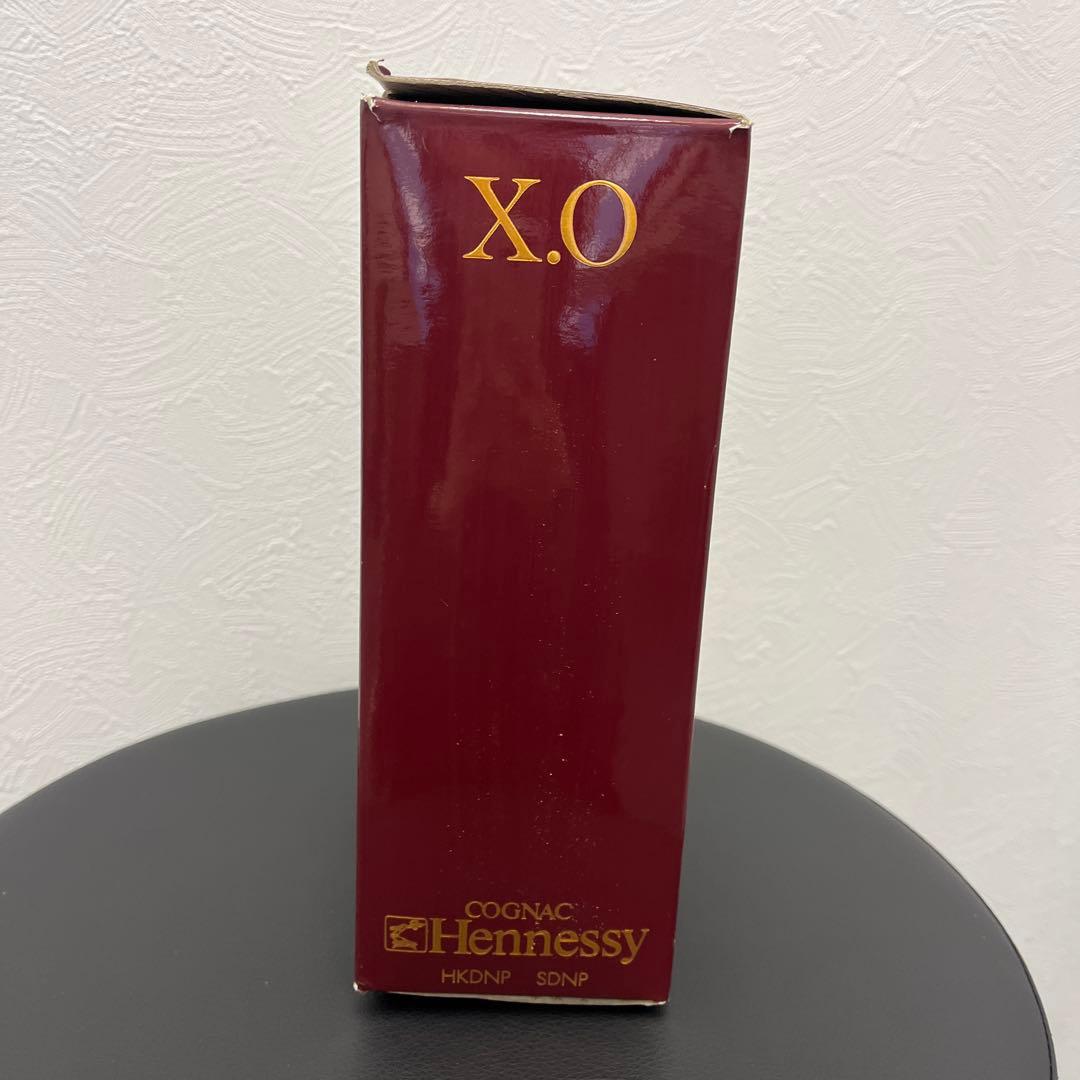 X.O
COGNAC
Hennessy
HKDNP SDNP